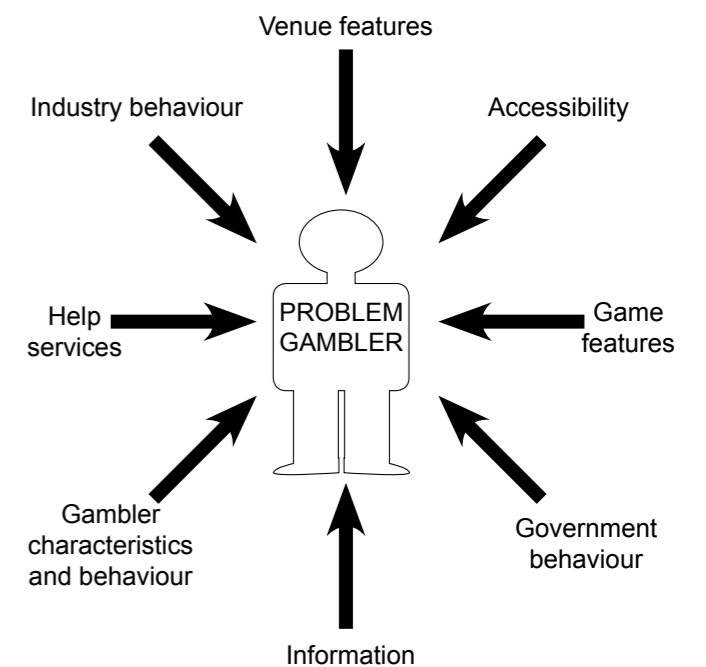 Venue features
Industry behaviour
Accessibility
PROBLEM
GAMBLER
Help
services
Game
features
Gambler
characteristics
and behaviour
Government
behaviour
Information